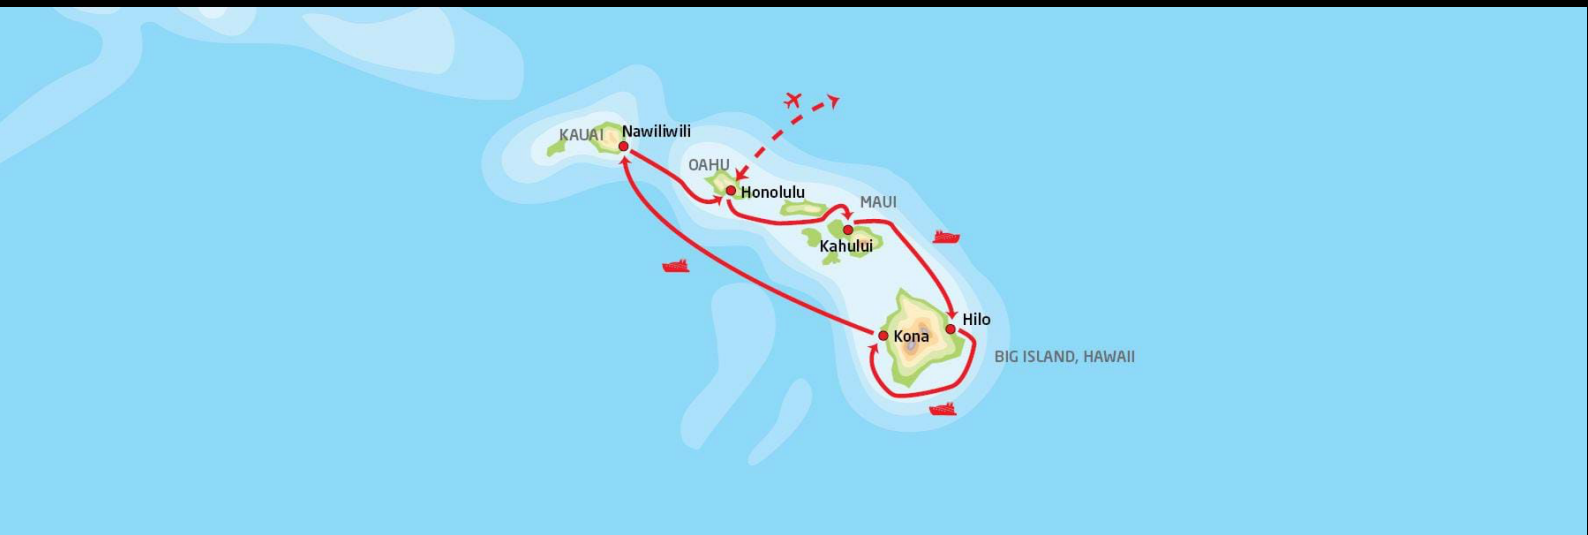 KAUAI
Nawiliwili
OAHU
Honolulu
MAUI
Kahului
Hilo
Kona
BIG ISLAND, HAWAII